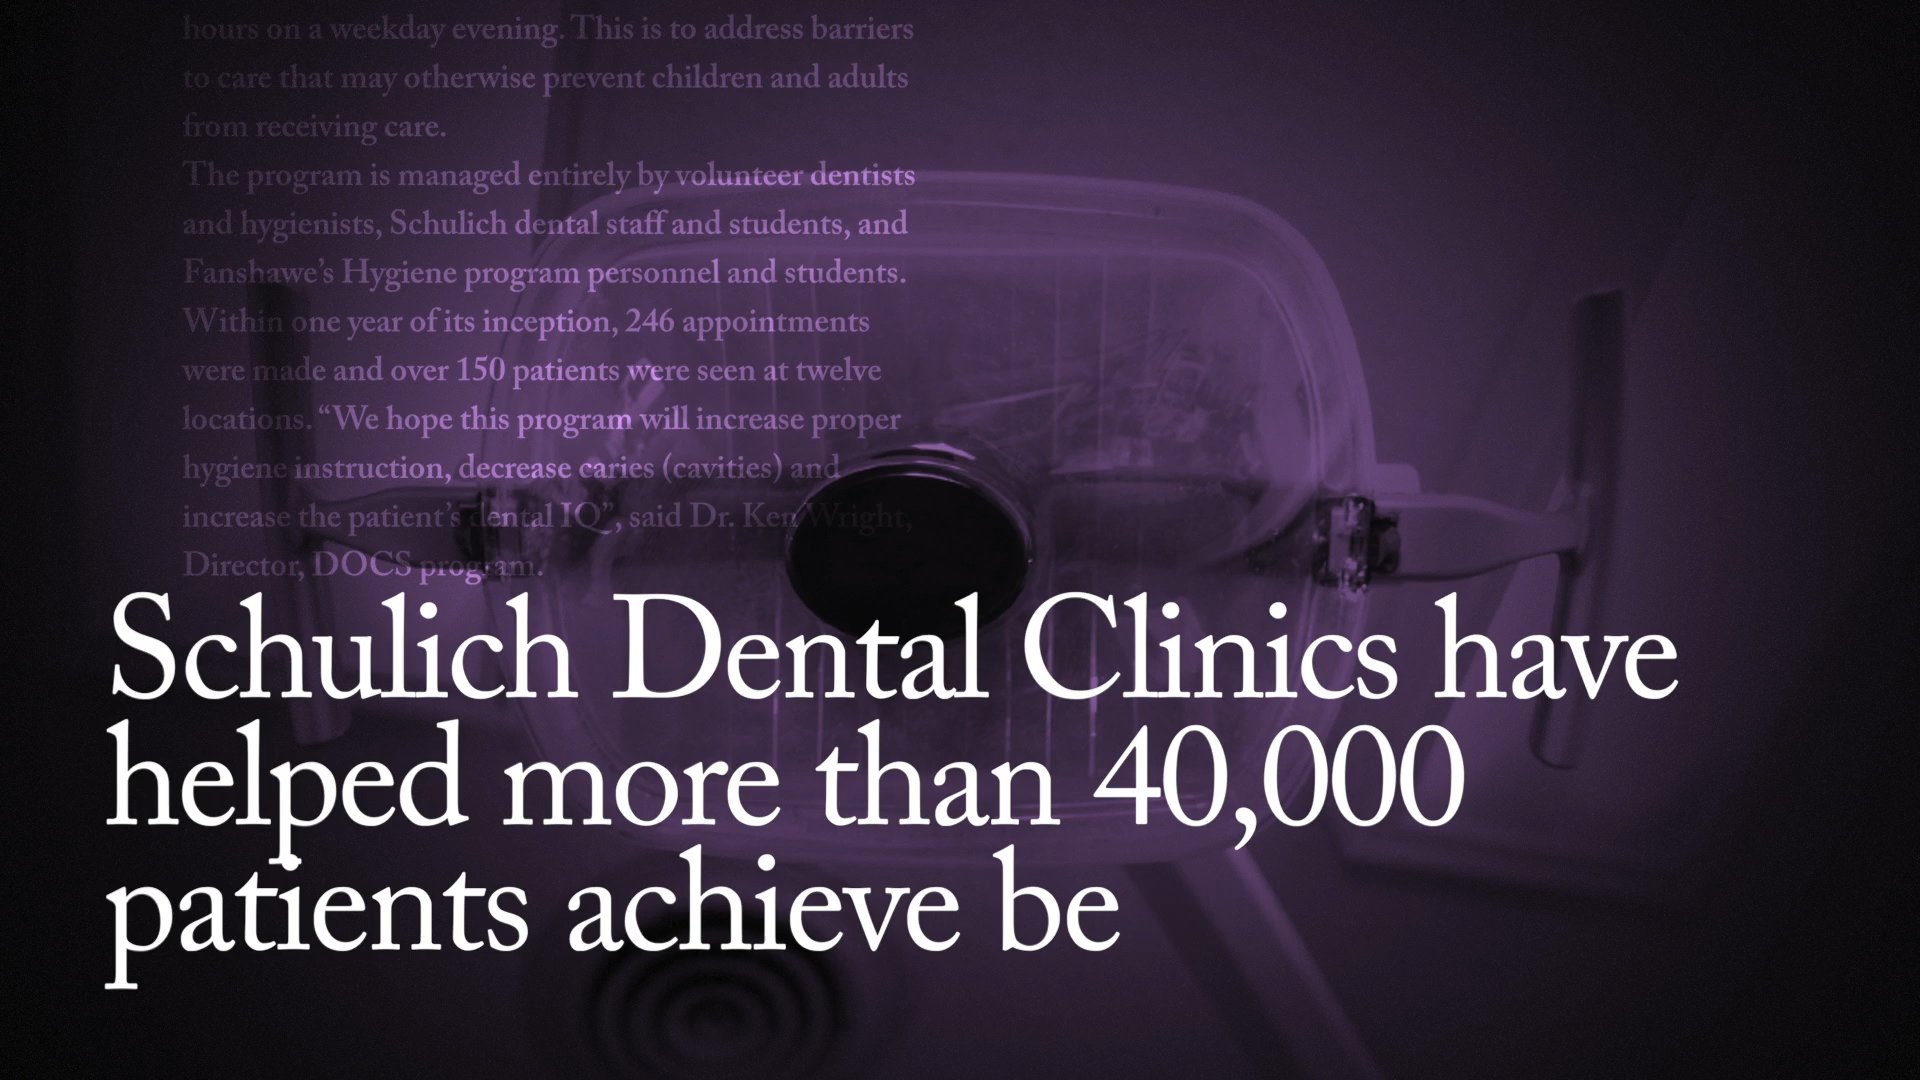 hours on a weekday evening. This is to address barriers
to care that may otherwise prevent children and adults
from receiving care.
The program is managed entirely by volunteer dentists
and hygienists, Schulich dental staff and students, and
Fanshawe’s Hygiene program personnel and students.
Within one year of its inception, 246 appointments
were made and over 150 patients were seen at twelve
locations. “We hope this program will increase proper
hygiene instruction, decrease caries (cavities) and
increase the patient’s dental IQ”, said Dr. Ken Wright,
Director, DOCS program.
Schulich Dental Clinics have
helped more than 40,000
patients achieve be